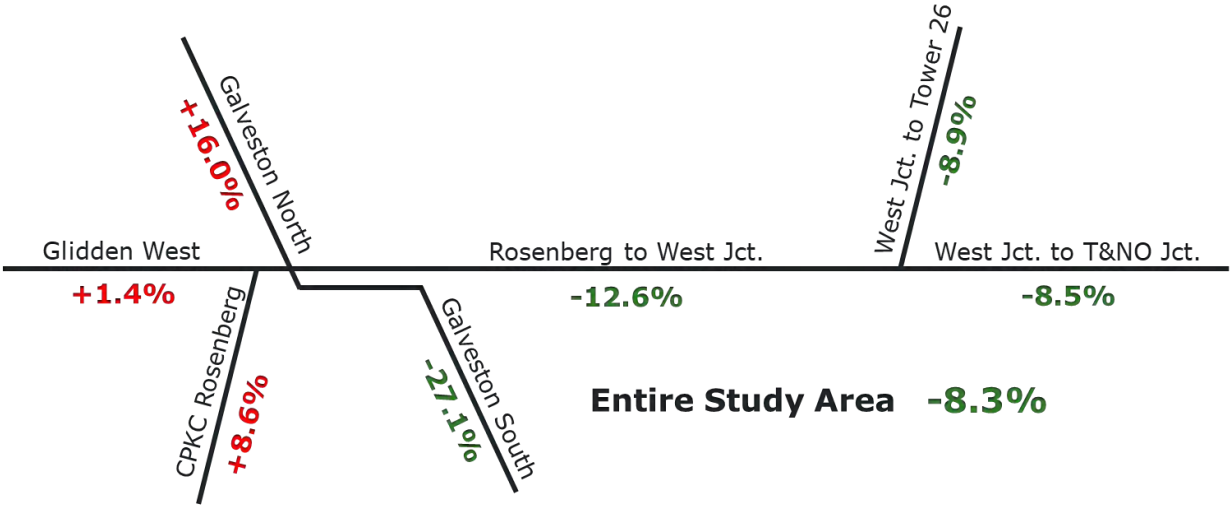 Galveston North
+16.0%
West Jct. to Tower 26
-8.9%
Glidden West
+1.4%
Rosenberg to West Jct.
-12.6%
West Jct. to T&NO Jct.
-8.5%
CPKC Rosenberg
+8.6%
Galveston South
-27.1%
Entire Study Area -8.3%